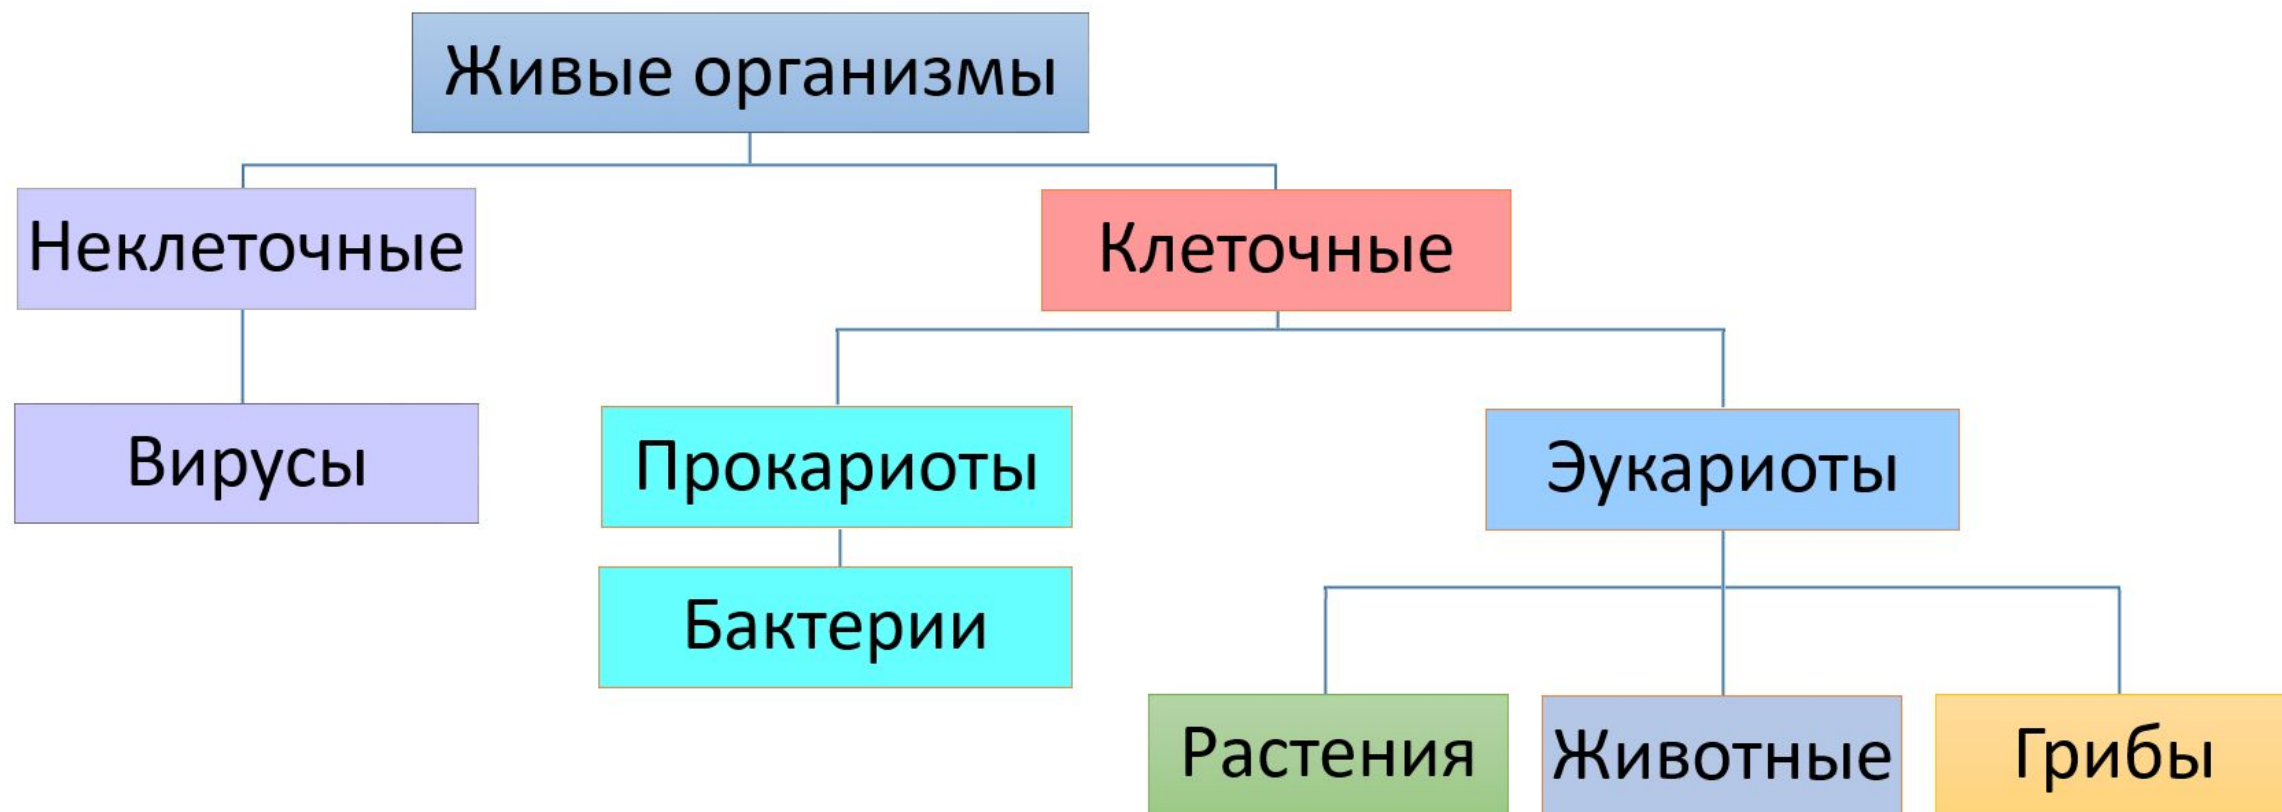 Живые организмы
Неклеточные
Клеточные
Вирусы
Прокариоты
Эукариоты
Бактерии
Растения
Животные
Грибы